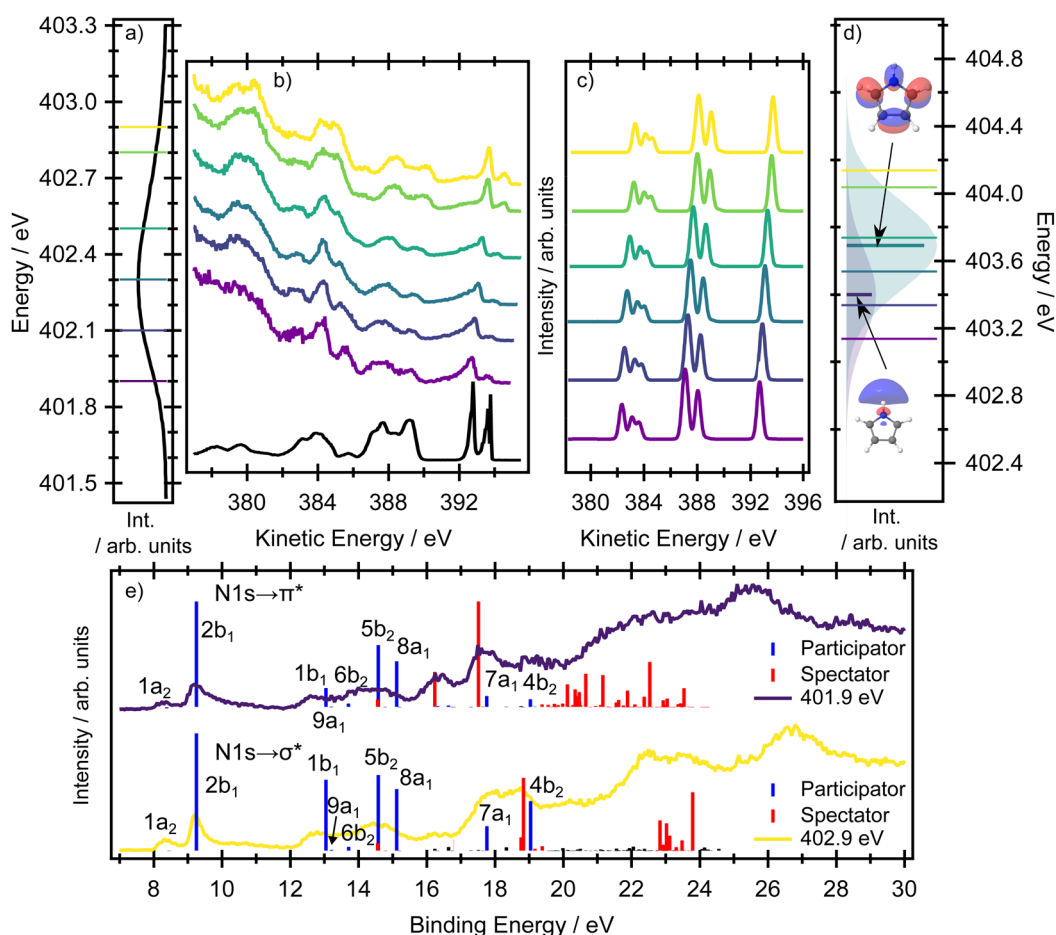 a)
403.3
403.0
402.7
402.4
402.1
401.8
401.5
Energy / eV
Int.
/ arb. units
b)
380
384
388
392
Kinetic Energy / eV
Intensity / arb. units
c)
380
384
388
392
396
Kinetic Energy / eV
d)
404.8
404.4
404.0
403.6
403.2
402.8
402.4
Energy / eV
Int.
/ arb. units
e)
Intensity / arb. units
N1s→π*
1a₂
2b₁
1b₁
9a₁
6b₂
5b₂
8a₁
7a₁
4b₂
Participator
Spectator
401.9 eV
N1s→σ*
1a₂
2b₁
1b₁
9a₁
6b₂
5b₂
8a₁
7a₁
4b₂
Participator
Spectator
402.9 eV
8
10
12
14
16
18
20
22
24
26
28
30
Binding Energy / eV